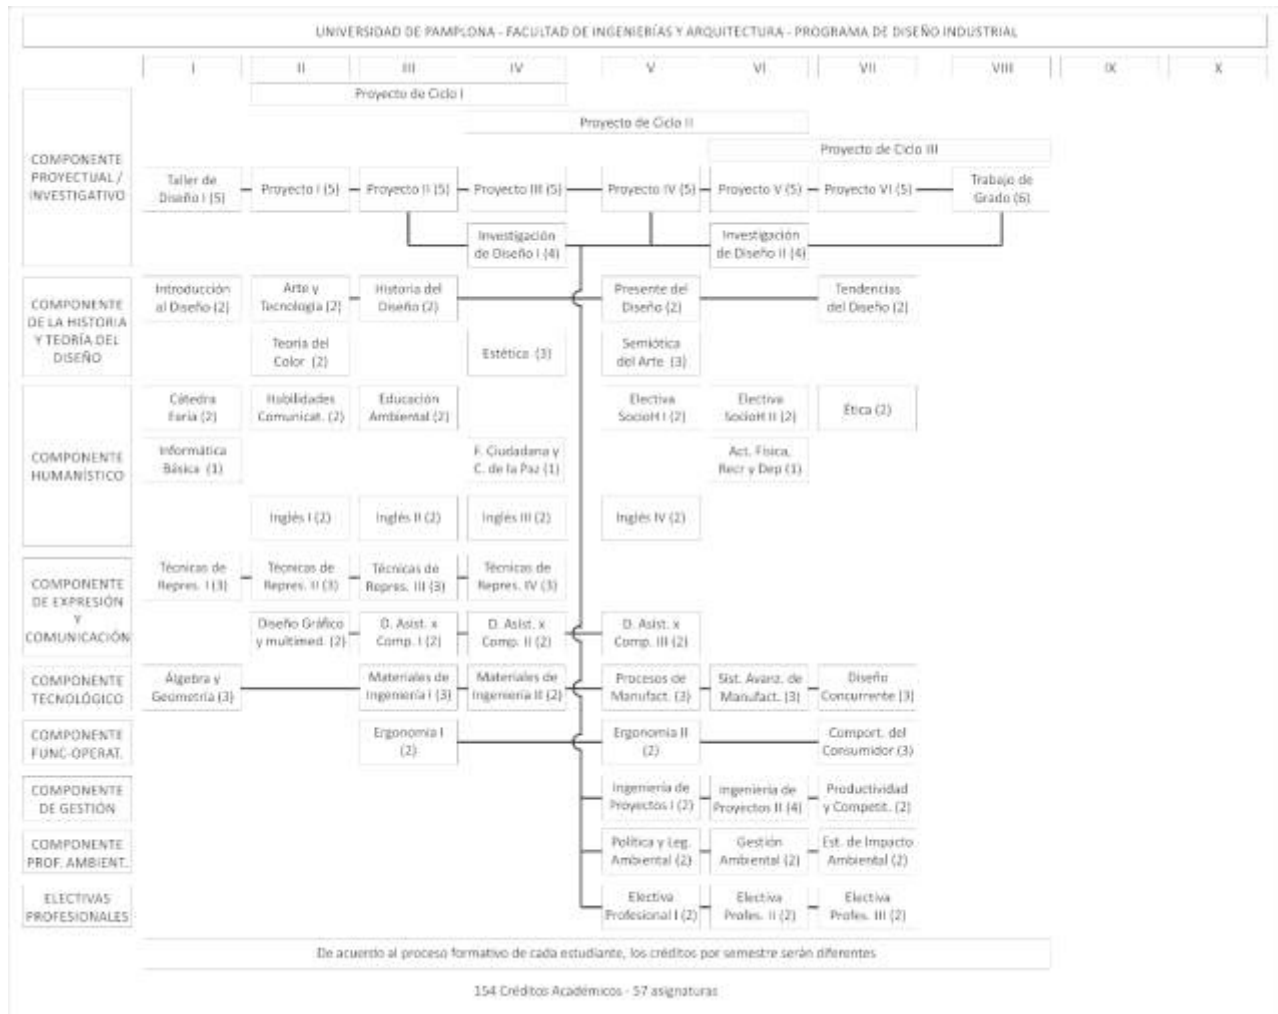 UNIVERSIDAD DE PAMPLONA - FACULTAD DE INGENIERÍAS Y ARQUITECTURA - PROGRAMA DE DISEÑO INDUSTRIAL
I II III IV V VI VII VIII IX X
Proyecto de Ciclo I
Proyecto de Ciclo II
Proyecto de Ciclo III
COMPONENTE
PROYECTUAL /
INVESTIGATIVO
Taller de
Diseño I (5)
Proyecto I (5)
Proyecto II (5)
Proyecto III (5)
Proyecto IV (5)
Proyecto V (5)
Proyecto VI (5)
Trabajo de
Grado (6)
Investigación
de Diseño I (4)
Investigación
de Diseño II (4)
COMPONENTE
DE LA HISTORIA
Y TEORÍA DEL
DISEÑO
Introducción
al Diseño (2)
Arte y
Tecnología (2)
Historia del
Diseño (2)
Presente del
Diseño (2)
Tendencias
del Diseño (2)
Teoría del
Color (2)
Estética (3)
Semiótica
del Arte (3)
COMPONENTE
HUMANÍSTICO
Cátedra
Faria (2)
Habilidades
Comunicat. (2)
Educación
Ambiental (2)
Electiva
SocioH I (2)
Electiva
SocioH II (2)
Ética (2)
Informática
Básica (1)
F. Ciudadana y
C. de la Paz (1)
Act. Física,
Recr y Dep (1)
Inglés I (2)
Inglés II (2)
Inglés III (2)
Inglés IV (2)
COMPONENTE
DE EXPRESIÓN
Y
COMUNICACIÓN
Técnicas de
Repres. I (3)
Técnicas de
Repres. II (3)
Técnicas de
Repres. III (3)
Técnicas de
Repres. IV (3)
Diseño Gráfico
y multimed. (2)
D. Asist. x
Comp. I (2)
D. Asist. x
Comp. II (2)
D. Asist. x
Comp. III (2)
COMPONENTE
TECNOLÓGICO
Álgebra y
Geometría (3)
Materiales de
Ingeniería I (3)
Materiales de
Ingeniería II (2)
Procesos de
Manufact. (3)
Sist. Avanz. de
Manufact. (3)
Diseño
Concurrente (3)
COMPONENTE
FUNC-OPERAT.
Ergonomía I
(2)
Ergonomía II
(2)
Comport. del
Consumidor (3)
COMPONENTE
DE GESTIÓN
Ingeniería de
Proyectos I (2)
Ingeniería de
Proyectos II (4)
Productividad
y Competit. (2)
COMPONENTE
PROF. AMBIENT.
Política y Leg.
Ambiental (2)
Gestión
Ambiental (2)
Est. de Impacto
Ambiental (2)
ELECTIVAS
PROFESIONALES
Electiva
Profesional I (2)
Electiva
Profes. II (2)
Electiva
Profes. III (2)
De acuerdo al proceso formativo de cada estudiante, los créditos por semestre serán diferentes
154 Créditos Académicos - 57 asignaturas